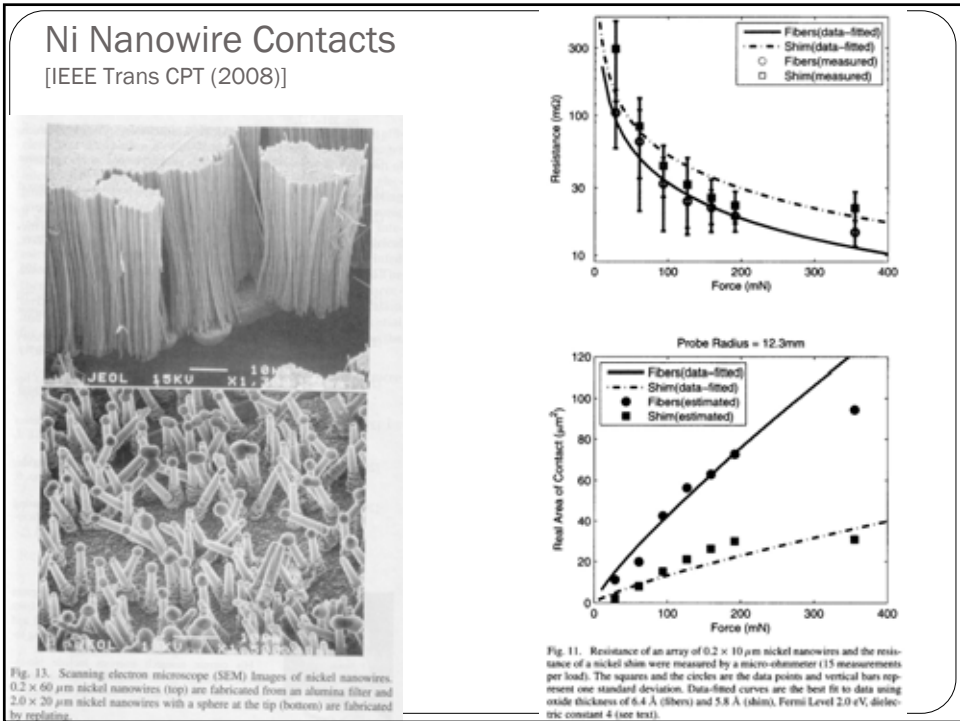 Ni Nanowire Contacts
[IEEE Trans CPT (2008)]
JEOL 15KV
Fig. 13. Scanning electron microscope (SEM) Images of nickel nanowires.
0.2 × 60 μm nickel nanowires (top) are fabricated from an alumina filter and
2.0 × 20 μm nickel nanowires with a sphere at the tip (bottom) are fabricated
by replating.
Fibers(data-fitted)
Shim(data-fitted)
Fibers(measured)
Shim(measured)
Resistance (mΩ)
300
100
30
10
0 100 200 300 400
Force (mN)
Probe Radius = 12.3mm
Fibers(data-fitted)
Shim(data-fitted)
Fibers(estimated)
Shim(estimated)
Real Area of Contact (μm²)
120
100
80
60
40
20
0
0 100 200 300 400
Force (mN)
Fig. 11. Resistance of an array of 0.2 × 10 μm nickel nanowires and the resis-
tance of a nickel shim were measured by a micro-ohmmeter (15 measurements
per load). The squares and the circles are the data points and vertical bars rep-
resent one standard deviation. Data-fitted curves are the best fit to data using
oxide thickness of 6.4 Å (fibers) and 5.8 Å (shim), Fermi Level 2.0 eV, dielec-
tric constant 4 (see text).